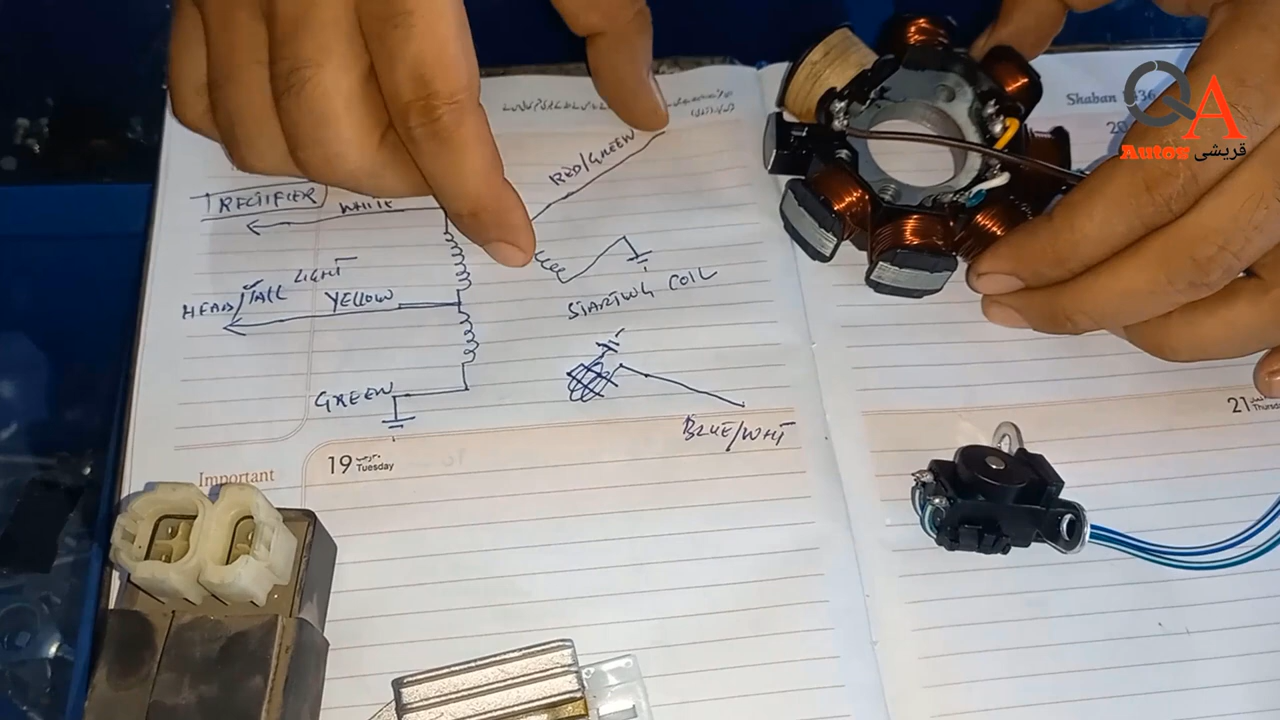 Shaban 1436
QA
Autos قریشی
RED/GREEN
RECTIFIER
WHITE
HEAD/TAIL LIGHT
YELLOW
STARTING COIL
GREEN
BLUE/WHT
Important
19 Tuesday
21